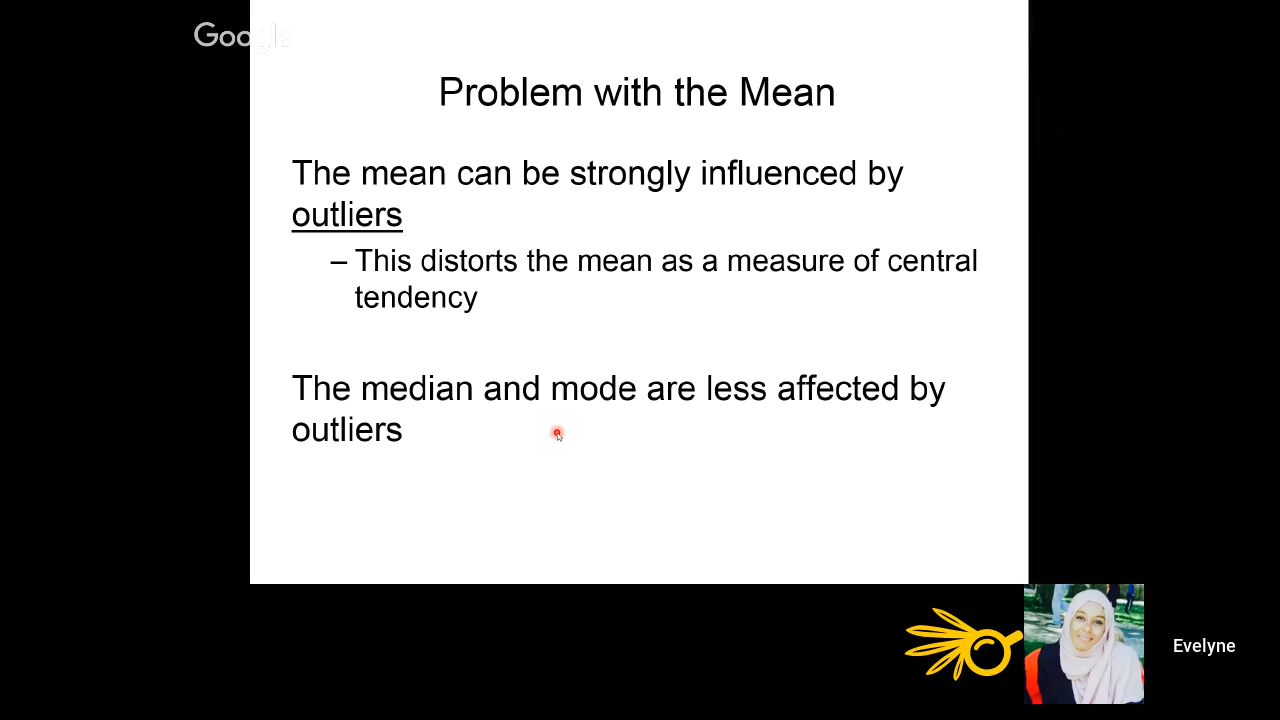 Google
Problem with the Mean
The mean can be strongly influenced by
outliers
– This distorts the mean as a measure of central
tendency
The median and mode are less affected by
outliers
Evelyne